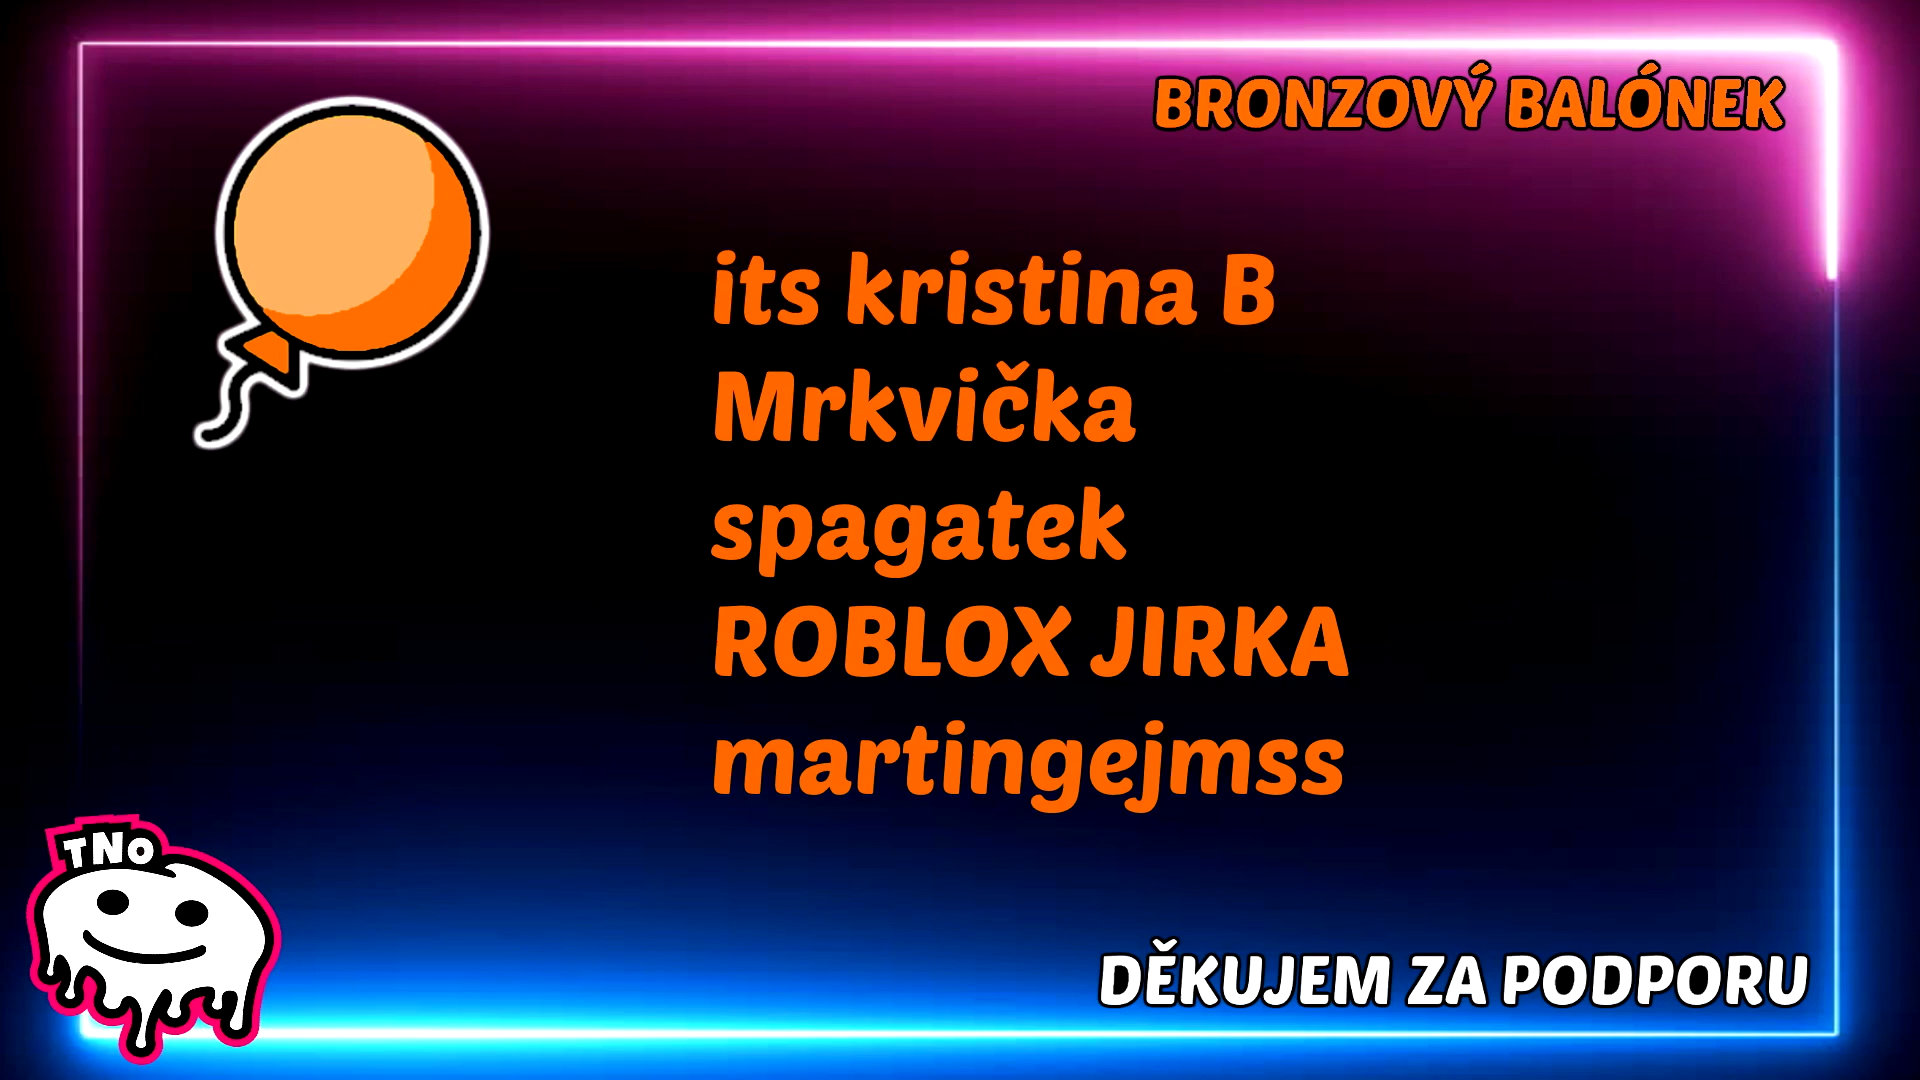 BRONZOVÝ BALÓNEK
its kristina B
Mrkvička
spagatek
ROBLOX JIRKA
martingejmss
TNo
DĚKUJEM ZA PODPORU